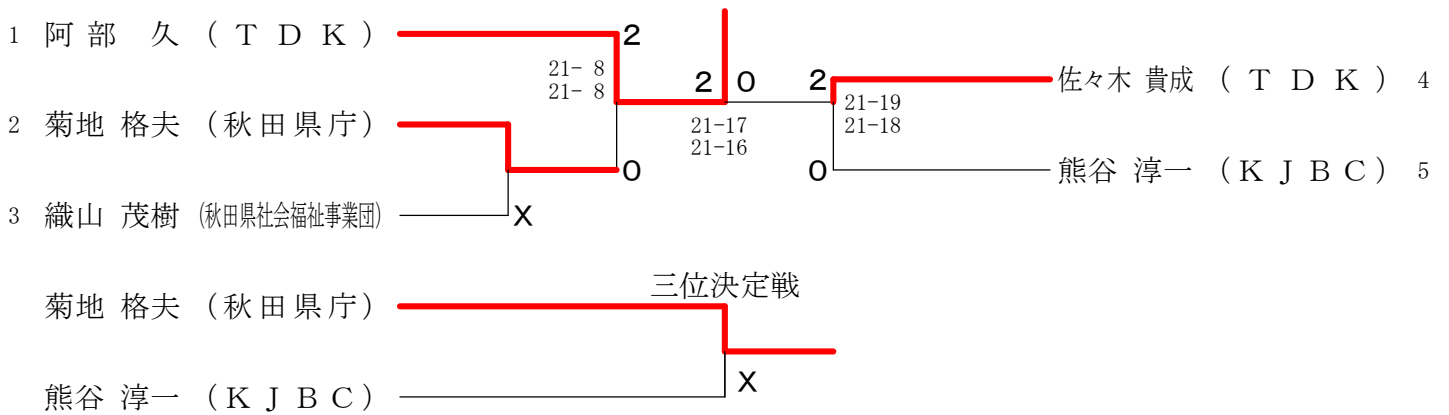 1 阿部 久 (TDK) 2
21- 8
21- 8
2 0 2
佐々木 貴成 (TDK) 4
21-19
21-18
2 菊地 格夫 (秋田県庁)
21-17
21-16
0
0
熊谷 淳一 (KJBC) 5
3 織山 茂樹 (秋田県社会福祉事業団) X
三位決定戦
菊地 格夫 (秋田県庁)
X
熊谷 淳一 (KJBC)